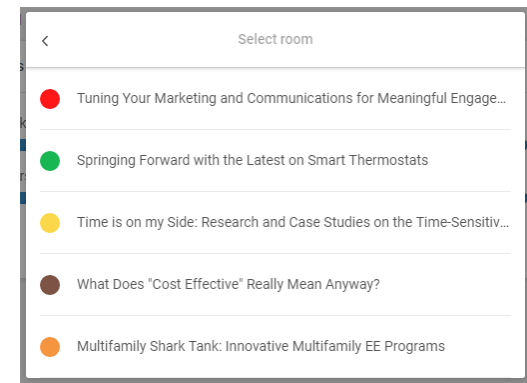 Select room
Tuning Your Marketing and Communications for Meaningful Engage...
Springing Forward with the Latest on Smart Thermostats
Time is on my Side: Research and Case Studies on the Time-Sensitiv...
What Does "Cost Effective" Really Mean Anyway?
Multifamily Shark Tank: Innovative Multifamily EE Programs